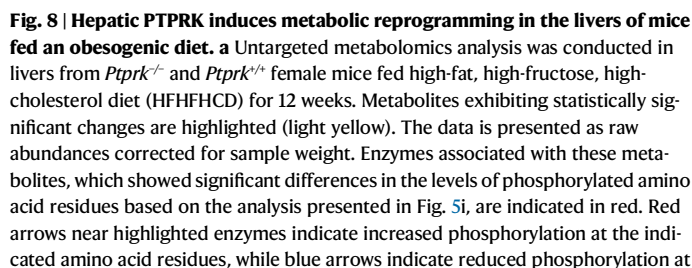 Fig. 8 | Hepatic PTPRK induces metabolic reprogramming in the livers of mice
fed an obesogenic diet. a Untargeted metabolomics analysis was conducted in
livers from Ptprk⁻/⁻ and Ptprk⁺/⁺ female mice fed high-fat, high-fructose, high-
cholesterol diet (HFHFHCD) for 12 weeks. Metabolites exhibiting statistically sig-
nificant changes are highlighted (light yellow). The data is presented as raw
abundances corrected for sample weight. Enzymes associated with these meta-
bolites, which showed significant differences in the levels of phosphorylated amino
acid residues based on the analysis presented in Fig. 5i, are indicated in red. Red
arrows near highlighted enzymes indicate increased phosphorylation at the indi-
cated amino acid residues, while blue arrows indicate reduced phosphorylation at